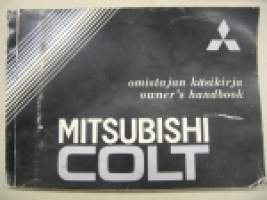 omistajan käsikirja
owner's handbook
MITSUBISHI
COLT